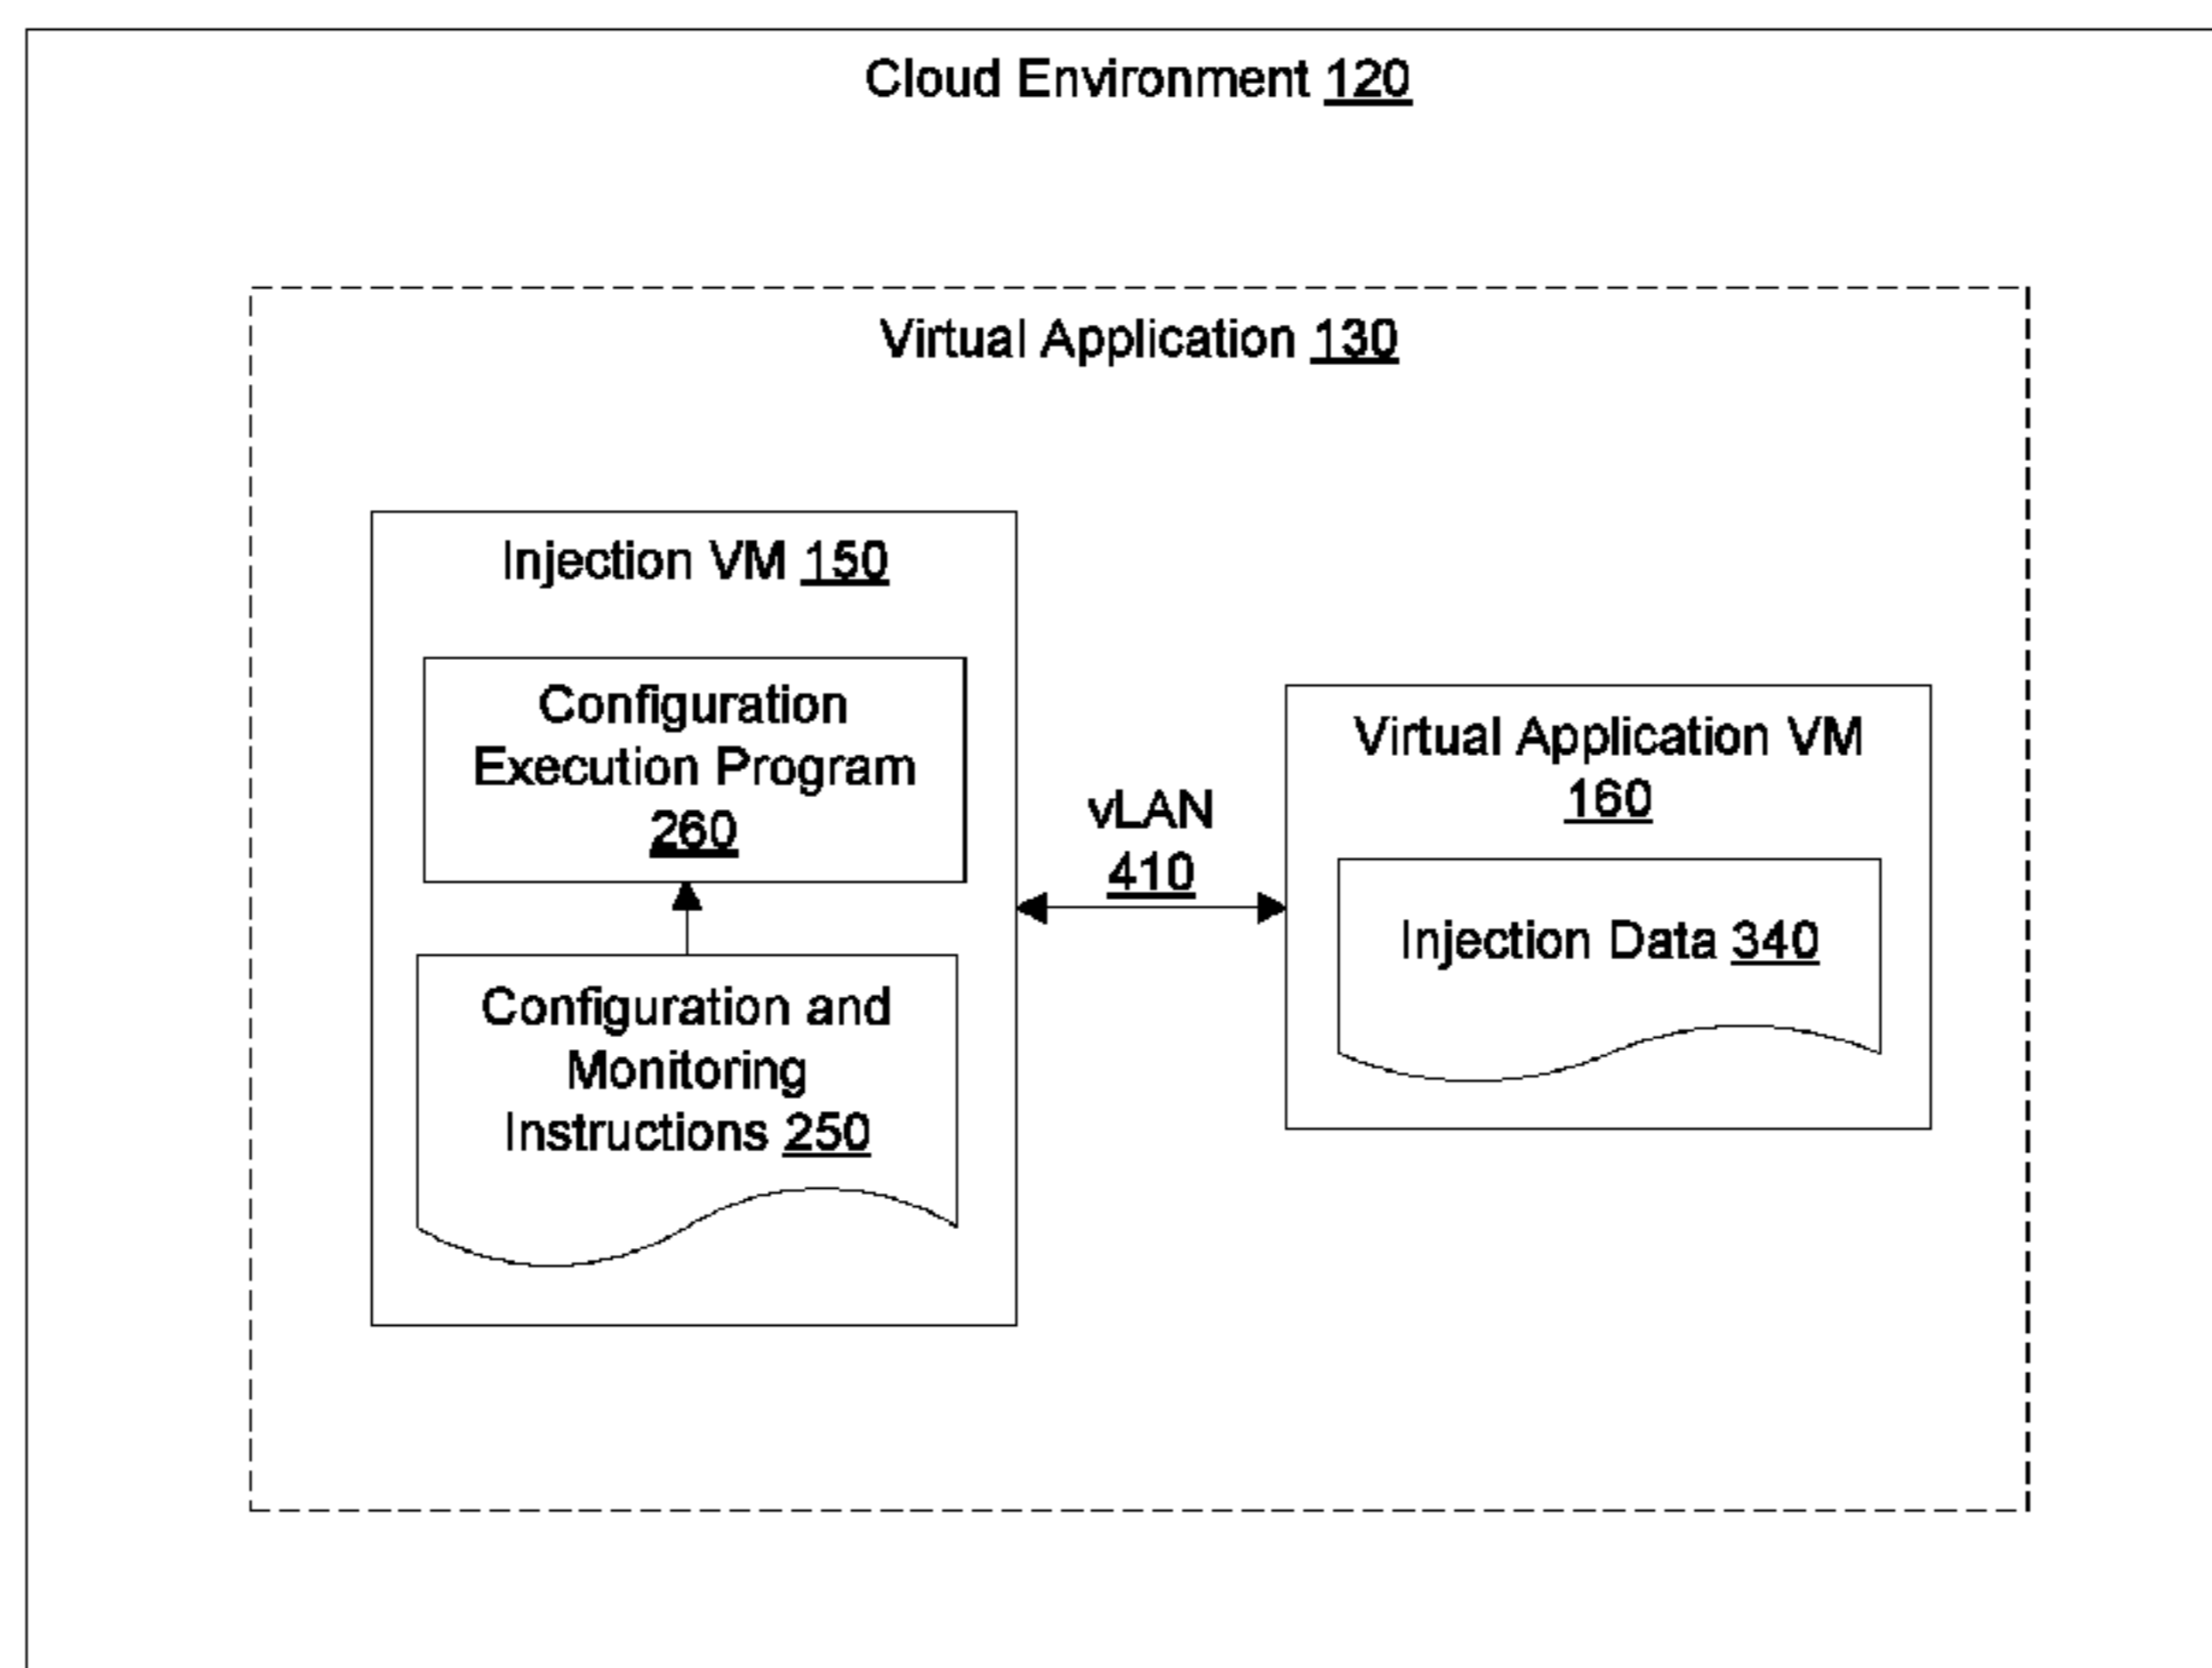 Cloud Environment 120
Virtual Application 130
Injection VM 150
Configuration
Execution Program
260
Configuration and
Monitoring
Instructions 250
vLAN
410
Virtual Application VM
160
Injection Data 340